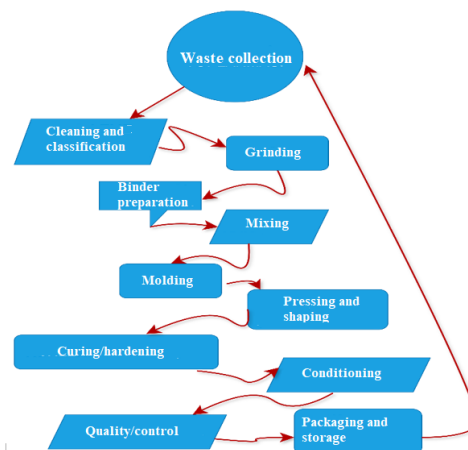 Waste collection
Cleaning and
classification
Grinding
Binder
preparation
Mixing
Molding
Pressing and
shaping
Curing/hardening
Conditioning
Quality/control
Packaging and
storage